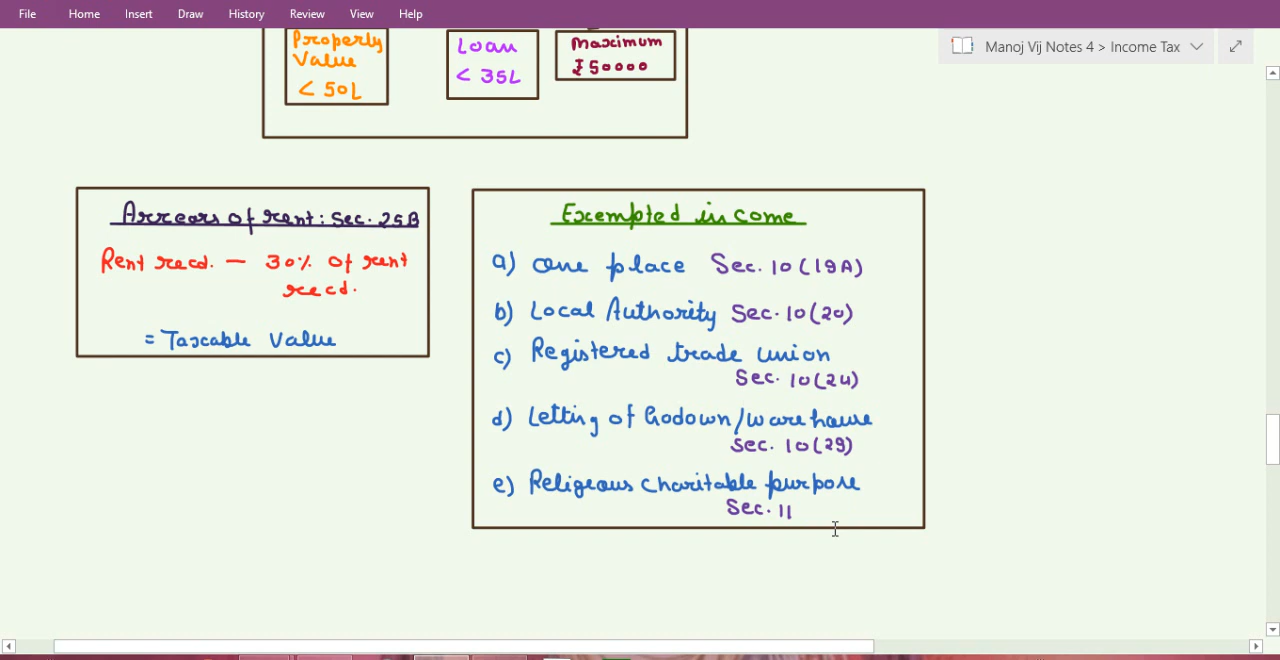 File Home Insert Draw History Review View Help
Manoj Vij Notes 4 > Income Tax
Property
Value
< 50L
Loan
< 35L
Maximum
₹50000
Arrears of rent: Sec. 25B
Rent recd. — 30% of rent
recd.
= Taxable Value
Exempted income
a) One place Sec. 10(19A)
b) Local Authority Sec. 10(20)
c) Registered trade union
Sec. 10(24)
d) Letting of Godown/warehouse
Sec. 10(29)
e) Religeous charitable purpose
Sec. 11